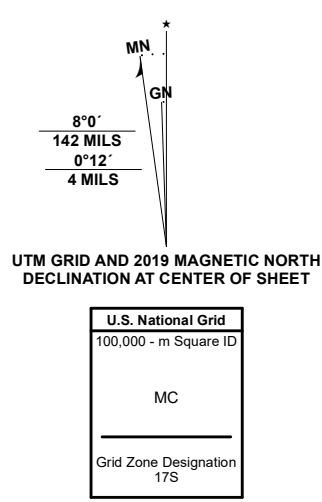 ★
MN
GN
8°0´
142 MILS
0°12´
4 MILS
UTM GRID AND 2019 MAGNETIC NORTH
DECLINATION AT CENTER OF SHEET
U.S. National Grid
100,000 - m Square ID
MC
Grid Zone Designation
17S